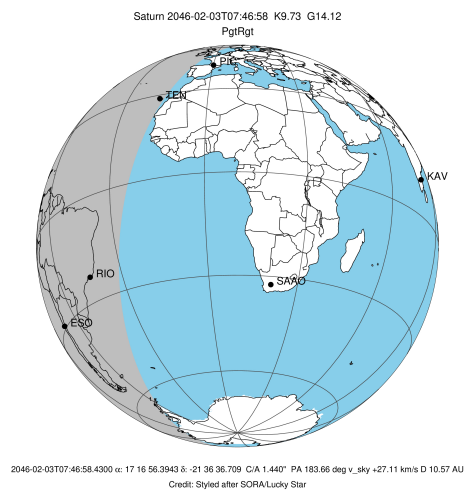 Saturn 2046-02-03T07:46:58 K9.73 G14.12
PgtRgt
PIC
TEN
KAV
RIO
SAAO
ESO
2046-02-03T07:46:58.4300 α: 17 16 56.3943 δ: -21 36 36.709 C/A 1.440" PA 183.66 deg v_sky +27.11 km/s D 10.57 AU
Credit: Styled after SORA/Lucky Star